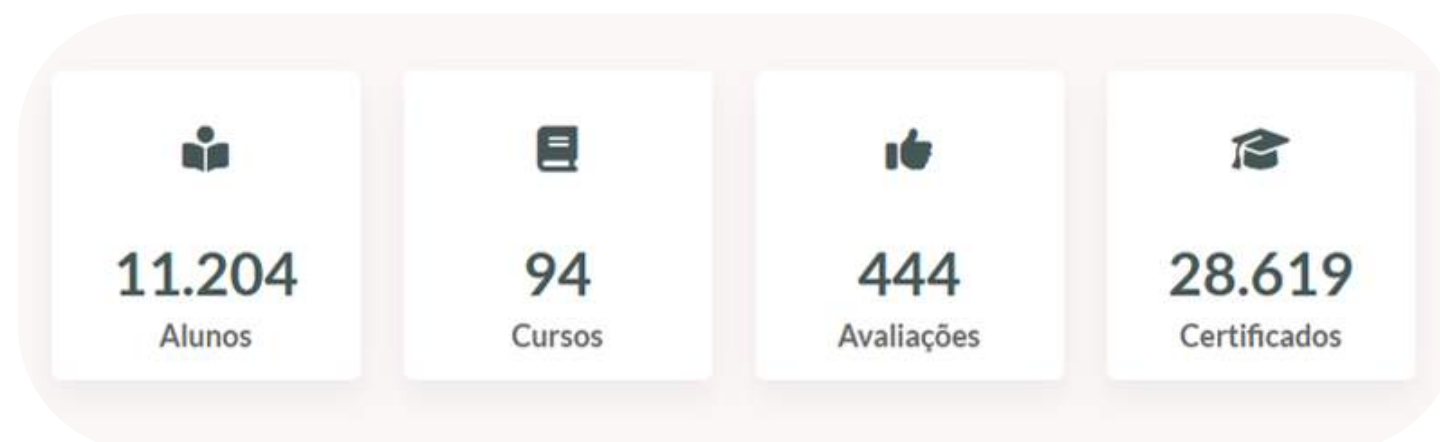 11.204
Alunos
94
Cursos
444
Avaliações
28.619
Certificados